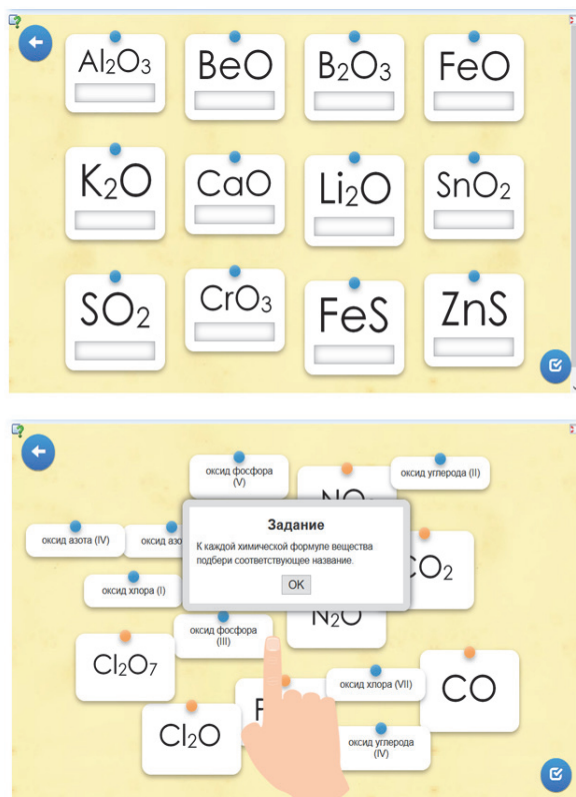 Al₂O₃ BeO B₂O₃ FeO
K₂O CaO Li₂O SnO₂
SO₂ CrO₃ FeS ZnS
оксид фосфора
(V)
оксид углерода (II)
Задание
К каждой химической формуле вещества
подбери соответствующее название.
OK
оксид азота (IV)
оксид хлора (I)
N₂O
оксид фосфора
(III)
Cl₂O₇
оксид хлора (VII)
CO
Cl₂O
оксид углерода
(IV)